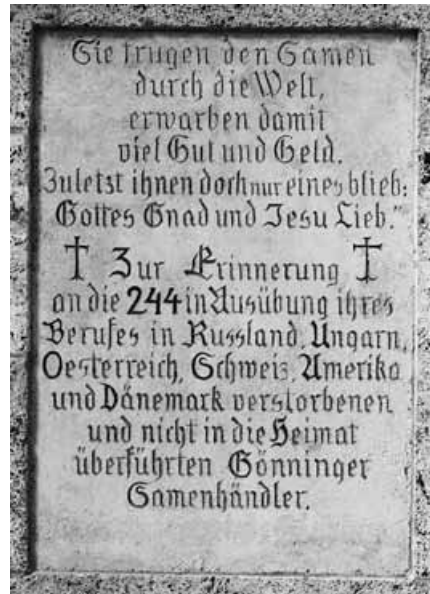 Sie trugen den Samen
durch die Welt,
erwarben damit
viel Gut und Geld.
Zuletzt ihnen doch nur eines blieb:
Gottes Gnad und Jesu Lieb."
† Zur Erinnerung †
an die 244 in Ausübung ihres
Berufes in Russland, Ungarn,
Oesterreich, Schweiz, Amerika
und Dänemark verstorbenen
und nicht in die Heimat
überführten Gönninger
Samenhändler.